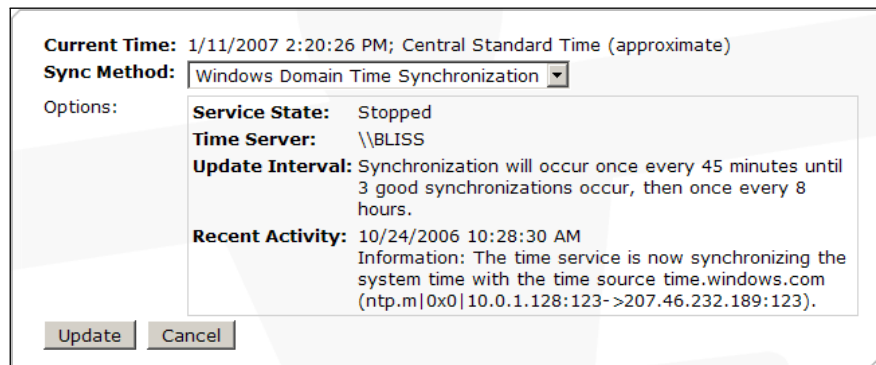 Current Time: 1/11/2007 2:20:26 PM; Central Standard Time (approximate)
Sync Method: Windows Domain Time Synchronization
Options:
Service State: Stopped
Time Server: \\BLISS
Update Interval: Synchronization will occur once every 45 minutes until
3 good synchronizations occur, then once every 8
hours.
Recent Activity: 10/24/2006 10:28:30 AM
Information: The time service is now synchronizing the
system time with the time source time.windows.com
(ntp.m|0x0|10.0.1.128:123->207.46.232.189:123).
Update Cancel